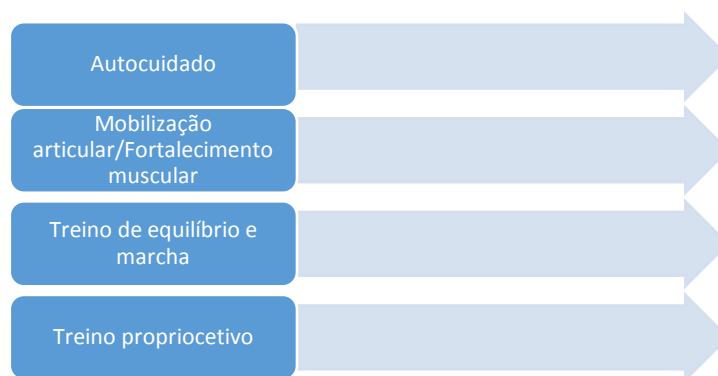 Autocuidado
Mobilização
articular/Fortalecimento
muscular
Treino de equilíbrio e
marcha
Treino propriocetivo